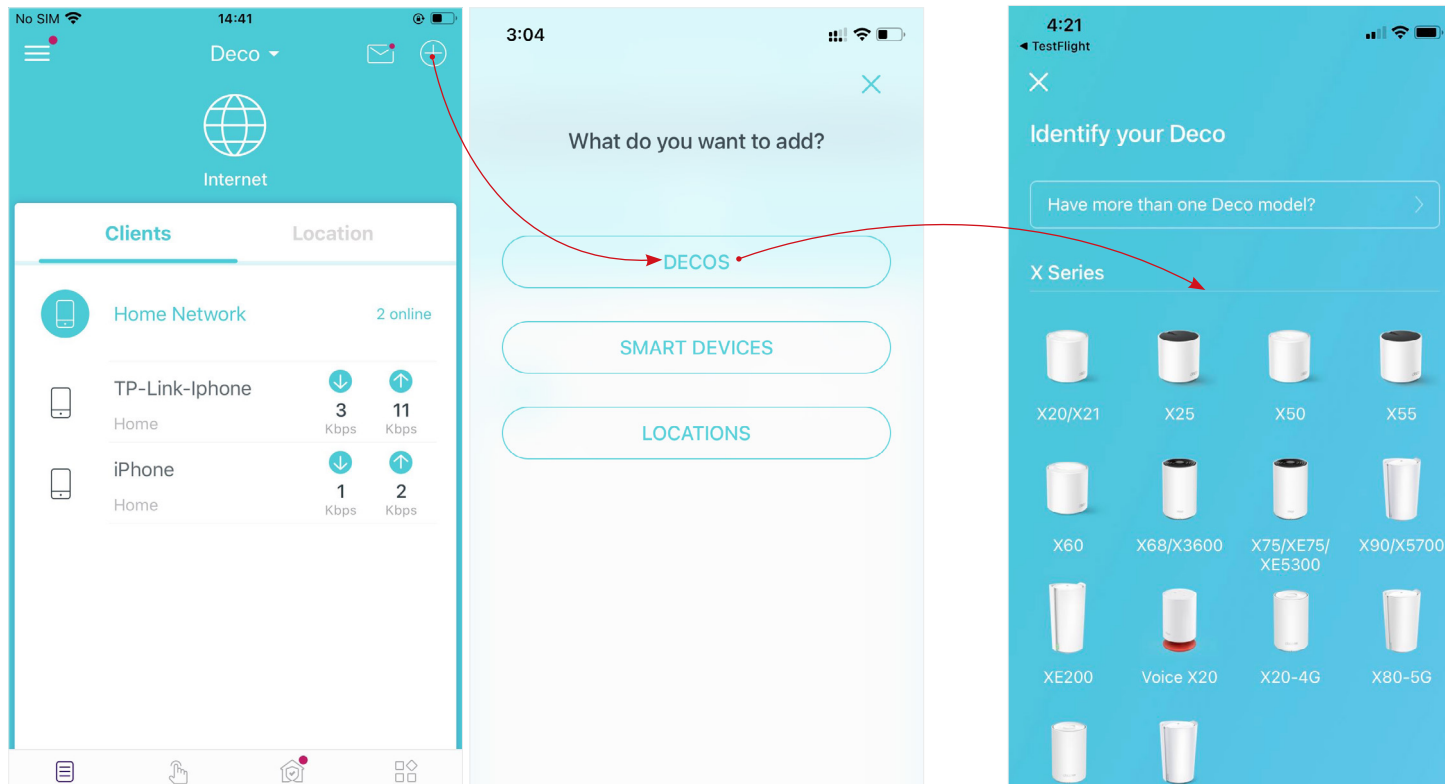 No SIM 14:41
Deco
Internet
Clients Location
Home Network 2 online
TP-Link-Iphone
Home
3 11
Kbps Kbps
iPhone
Home
1 2
Kbps Kbps
3:04
What do you want to add?
DECOS
SMART DEVICES
LOCATIONS
4:21
TestFlight
Identify your Deco
Have more than one Deco model?
X Series
X20/X21 X25 X50 X55
X60 X68/X3600 X75/XE75/ X90/X5700
XE5300
XE200 Voice X20 X20-4G X80-5G